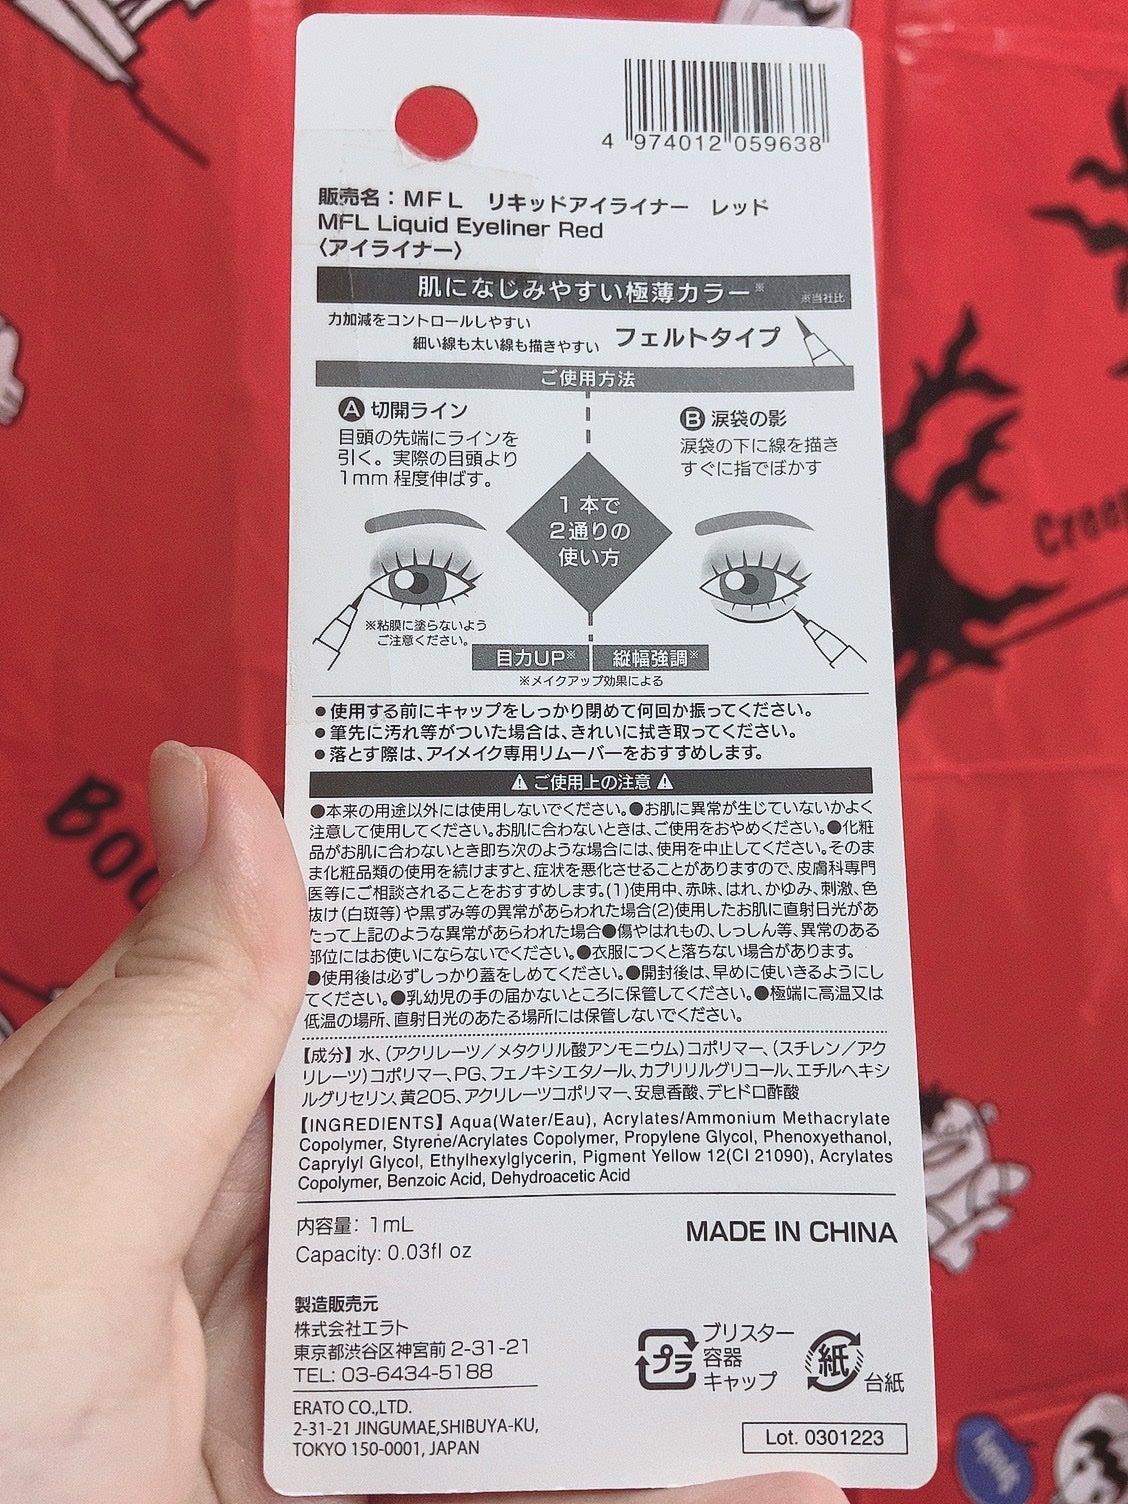 4 974012 059638
販売名：ＭＦＬ　リキッドアイライナー　レッド
MFL Liquid Eyeliner Red
〈アイライナー〉
肌になじみやすい極薄カラー※
※当社比
力加減をコントロールしやすい
細い線も太い線も描きやすい
フェルトタイプ
ご使用方法
A 切開ライン
目頭の先端にラインを
引く。実際の目頭より
1mm 程度伸ばす。
※粘膜に塗らないよう
ご注意ください。
1本で
2通りの
使い方
B 涙袋の影
涙袋の下に線を描き
すぐに指でぼかす
目力UP※
縦幅強調※
※メイクアップ効果による
●使用する前にキャップをしっかり閉めて何回か振ってください。
●筆先に汚れ等がついた場合は、きれいに拭き取ってください。
●落とす際は、アイメイク専用リムーバーをおすすめします。
⚠ ご使用上の注意 ⚠
●本来の用途以外には使用しないでください。●お肌に異常が生じていないかよく
注意して使用してください。お肌に合わないときは、ご使用をおやめください。●化粧
品がお肌に合わないとき即ち次のような場合には、使用を中止してください。そのま
ま化粧品類の使用を続けますと、症状を悪化させることがありますので、皮膚科専門
医等にご相談されることをおすすめします。(1)使用中、赤味、はれ、かゆみ、刺激、色
抜け(白斑等)や黒ずみ等の異常があらわれた場合(2)使用したお肌に直射日光があ
たって上記のような異常があらわれた場合●傷やはれもの、しっしん等、異常のある
部位にはお使いにならないでください。●衣服につくと落ちない場合があります。
●使用後は必ずしっかり蓋をしめてください。●開封後は、早めに使いきるようにし
てください。●乳幼児の手の届かないところに保管してください。●極端に高温又は
低温の場所、直射日光のあたる場所には保管しないでください。
【成分】水、(アクリレーツ／メタクリル酸アンモニウム)コポリマー、(スチレン／アク
リレーツ)コポリマー、PG、フェノキシエタノール、カプリリルグリコール、エチルヘキシ
ルグリセリン、黄205、アクリレーツコポリマー、安息香酸、デヒドロ酢酸
【INGREDIENTS】Aqua(Water/Eau), Acrylates/Ammonium Methacrylate
Copolymer, Styrene/Acrylates Copolymer, Propylene Glycol, Phenoxyethanol,
Caprylyl Glycol, Ethylhexylglycerin, Pigment Yellow 12(CI 21090), Acrylates
Copolymer, Benzoic Acid, Dehydroacetic Acid
内容量: 1mL
Capacity: 0.03fl oz
MADE IN CHINA
製造販売元
株式会社エラト
東京都渋谷区神宮前 2-31-21
TEL: 03-6434-5188
ERATO CO.,LTD.
2-31-21 JINGUMAE,SHIBUYA-KU,
TOKYO 150-0001, JAPAN
プラ
ブリスター
容器
キャップ
紙
台紙
Lot. 0301223